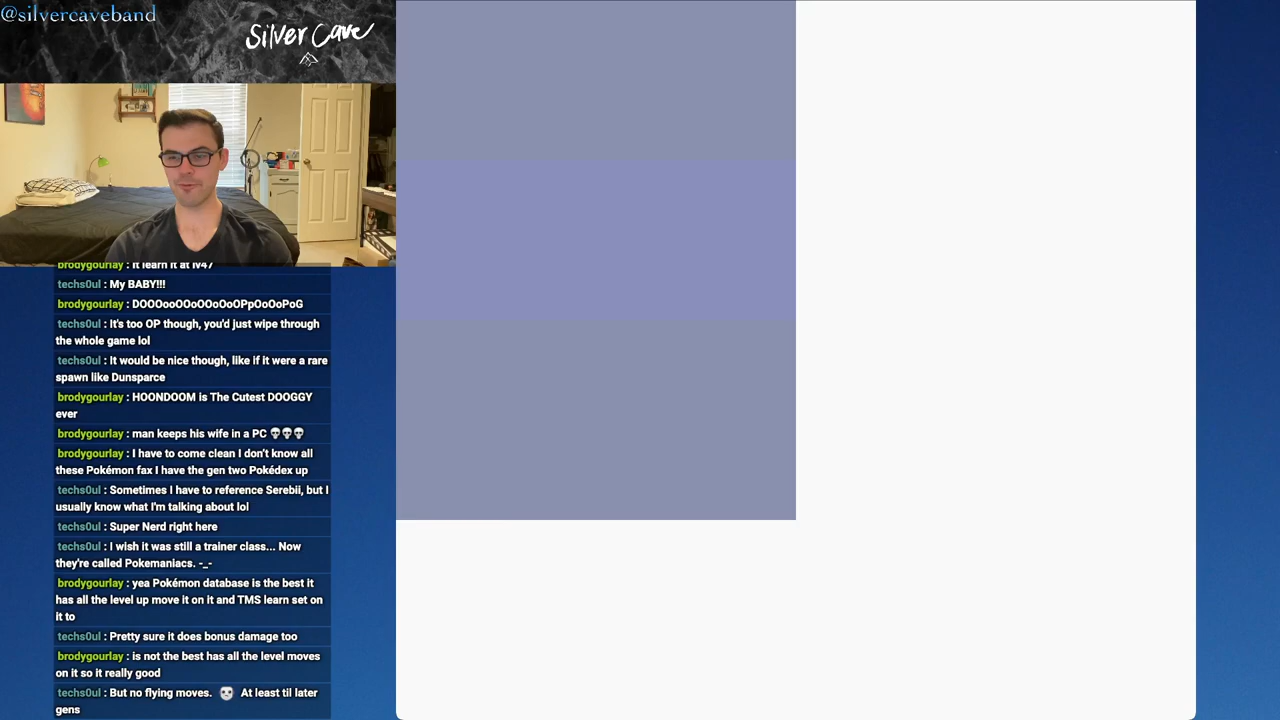 @silvercaveband
Silver Cave
brodygourlay : It learn it at lv47
techs0ul : My BABY!!!
brodygourlay : DOOOooOOoOOoOoOPpOoOoPoG
techs0ul : It's too OP though, you'd just wipe through
the whole game lol
techs0ul : It would be nice though, like if it were a rare
spawn like Dunsparce
brodygourlay : HOONDOOM is The Cutest DOOGGY
ever
brodygourlay : man keeps his wife in a PC 💀💀💀
brodygourlay : I have to come clean I don't know all
these Pokémon fax I have the gen two Pokédex up
techs0ul : Sometimes I have to reference Serebii, but I
usually know what I'm talking about lol
techs0ul : Super Nerd right here
techs0ul : I wish it was still a trainer class... Now
they're called Pokemaniacs. -_-
brodygourlay : yea Pokémon database is the best it
has all the level up move it on it and TMS learn set on
it to
techs0ul : Pretty sure it does bonus damage too
brodygourlay : is not the best has all the level moves
on it so it really good
techs0ul : But no flying moves. At least til later
gens